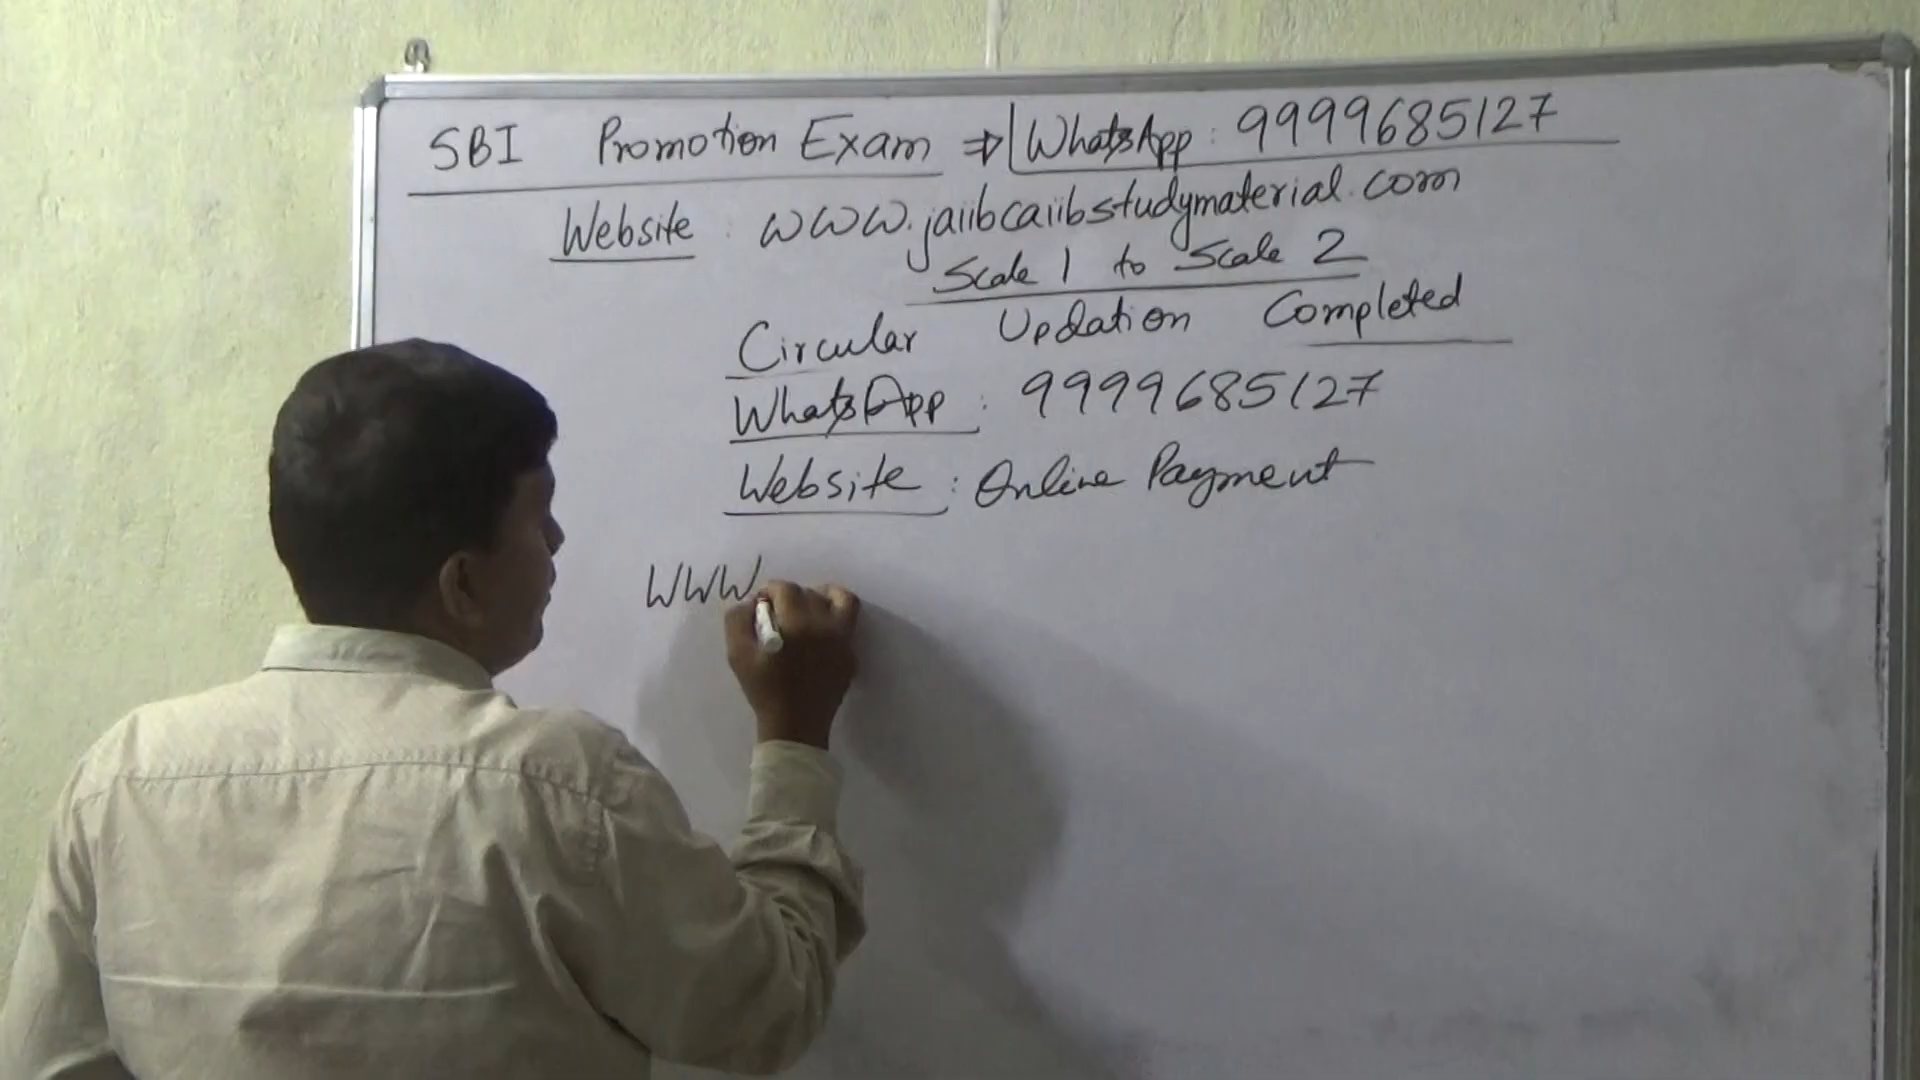 SBI Promotion Exam ⇒ WhatsApp : 9999685127
Website : www.jaiibcaiibstudymaterial.com
Scale 1 to Scale 2
Circular Updation Completed
WhatsApp : 9999685127
Website : Online Payment
WWW